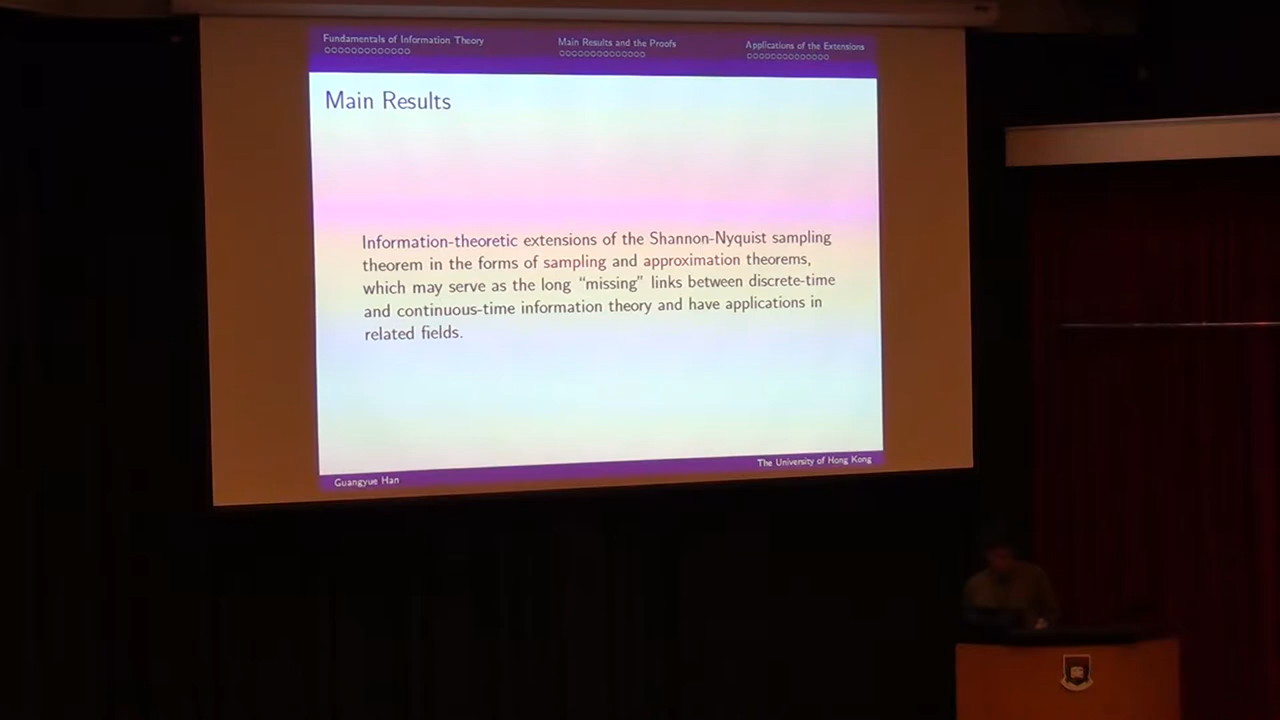 Fundamentals of Information Theory
Main Results and the Proofs
Applications of the Extensions
Main Results
Information-theoretic extensions of the Shannon-Nyquist sampling
theorem in the forms of sampling and approximation theorems,
which may serve as the long “missing” links between discrete-time
and continuous-time information theory and have applications in
related fields.
Guangyue Han
The University of Hong Kong